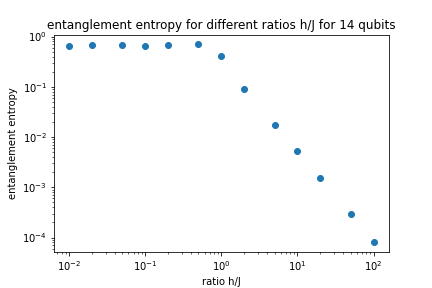 entanglement entropy for different ratios h/J for 14 qubits
entanglement entropy
10⁰
10⁻¹
10⁻²
10⁻³
10⁻⁴
10⁻² 10⁻¹ 10⁰ 10¹ 10²
ratio h/J